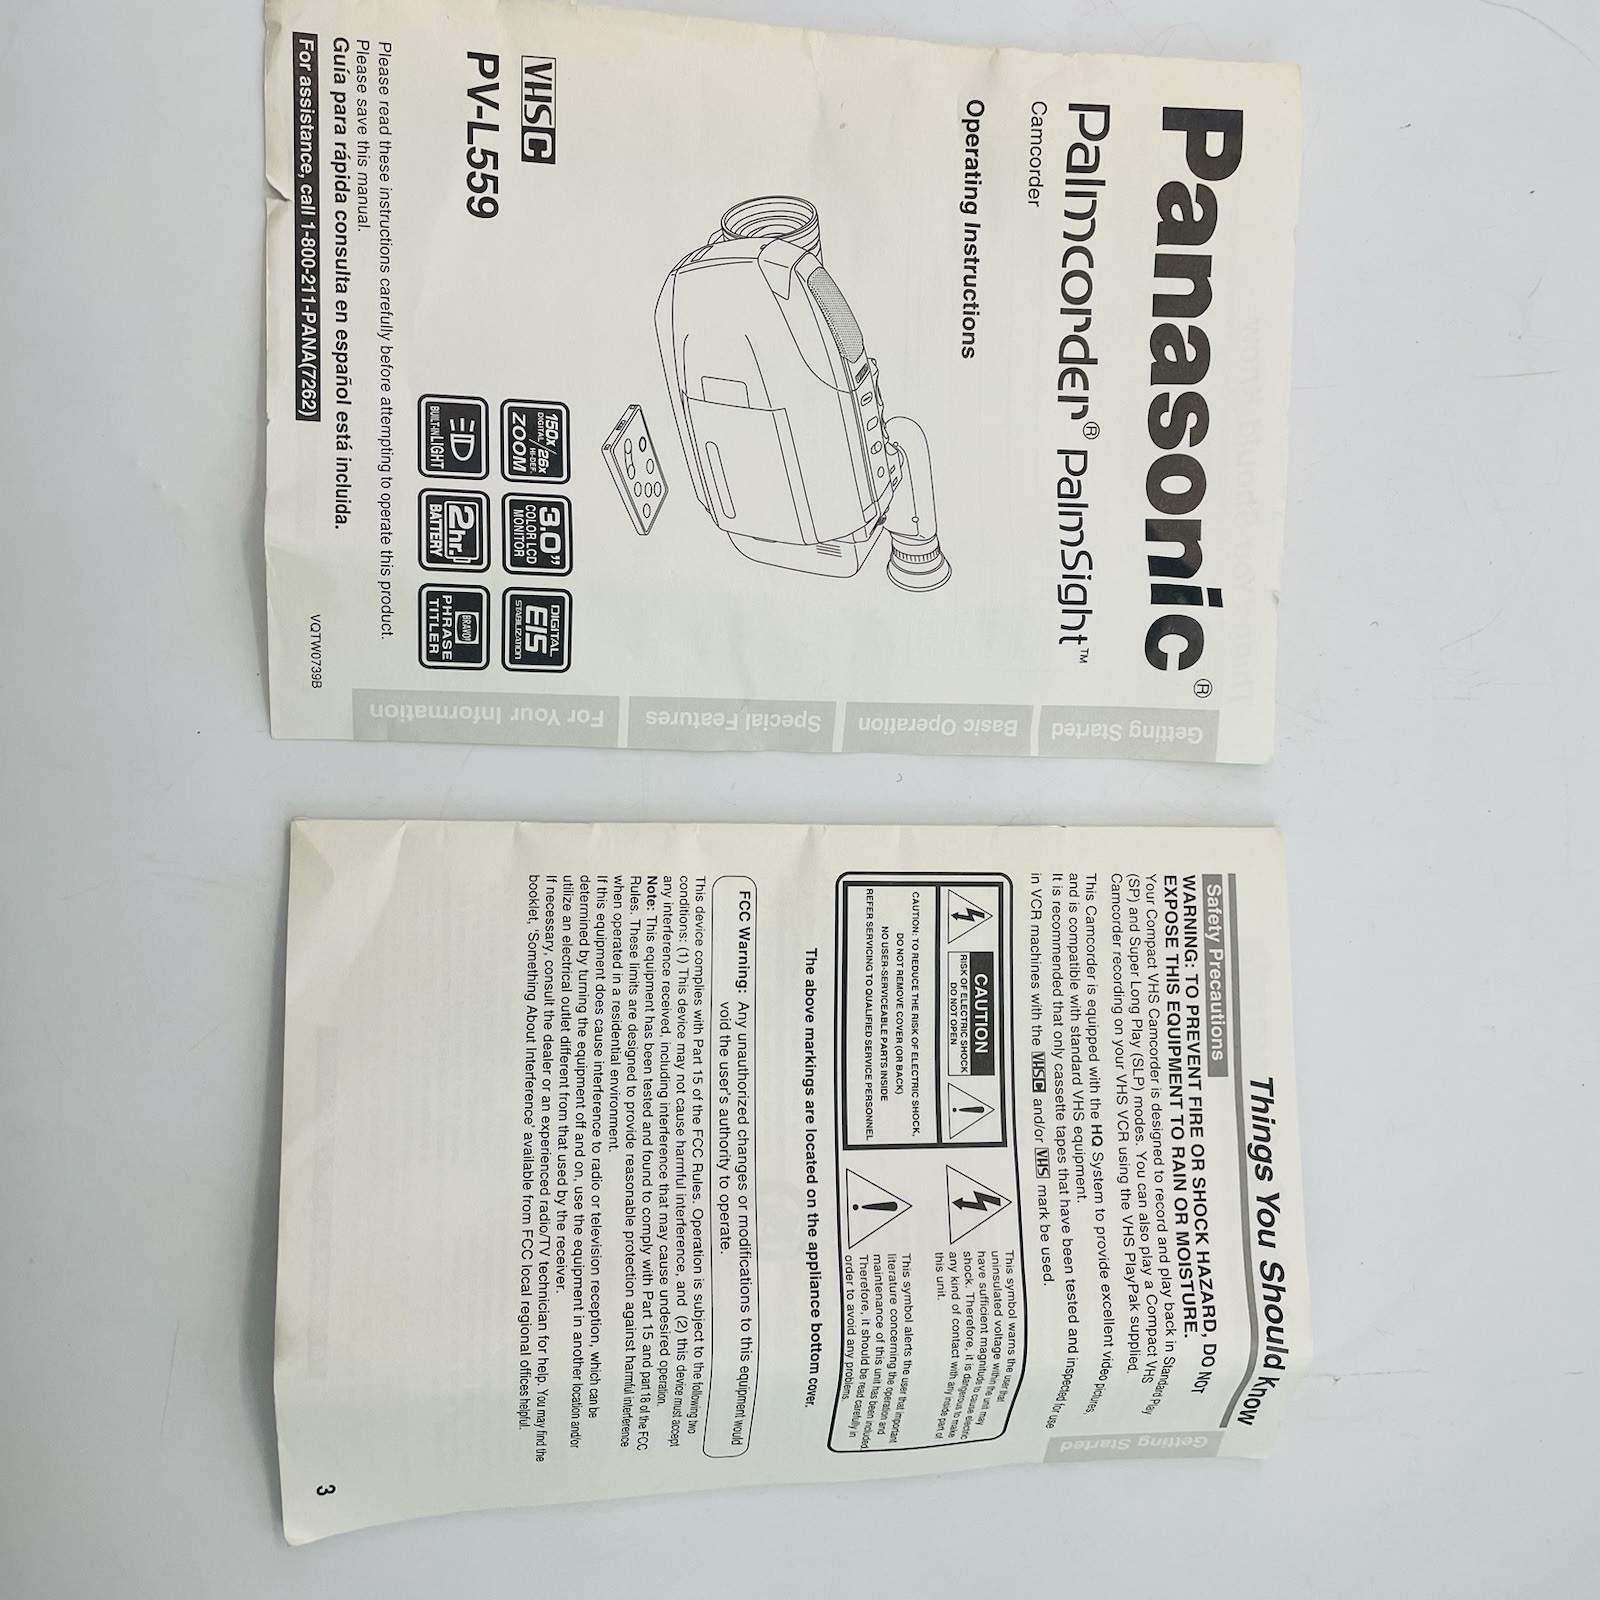 Panasonic®
Palmcorder® PalmSight™
Camcorder
Operating Instructions
150x/26x
DIGITAL/HI-DEF.
ZOOM
3.0"
COLOR LCD
MONITOR
DIGITAL
EIS
STABILIZATION
BUILT-IN LIGHT
2hr.
BATTERY
BRAVO!
PHRASE
TITLER
VHSC
PV-L559
Please read these instructions carefully before attempting to operate this product.
Please save this manual.
Guía para rápida consulta en español está incluida.
For assistance, call 1-800-211-PANA(7262)
VQTW0739B
Getting Started
Basic Operation
Special Features
For Your Information
Things You Should Know
Safety Precautions
WARNING: TO PREVENT FIRE OR SHOCK HAZARD, DO NOT
EXPOSE THIS EQUIPMENT TO RAIN OR MOISTURE.
Your Compact VHS Camcorder is designed to record and play back in Standard Play
(SP) and Super Long Play (SLP) modes. You can also play a Compact VHS
Camcorder recording on your VHS VCR using the VHS PlayPak supplied.
This Camcorder is equipped with the HQ System to provide excellent video pictures,
and is compatible with standard VHS equipment.
It is recommended that only cassette tapes that have been tested and inspected for use
in VCR machines with the VHSC and/or VHS mark be used.
CAUTION
RISK OF ELECTRIC SHOCK
DO NOT OPEN
CAUTION: TO REDUCE THE RISK OF ELECTRIC SHOCK,
DO NOT REMOVE COVER (OR BACK)
NO USER-SERVICEABLE PARTS INSIDE
REFER SERVICING TO QUALIFIED SERVICE PERSONNEL
This symbol warns the user that
uninsulated voltage within the unit may
have sufficient magnitude to cause electric
shock. Therefore, it is dangerous to make
any kind of contact with any inside part of
this unit.
This symbol alerts the user that important
literature concerning the operation and
maintenance of this unit has been included.
Therefore, it should be read carefully in
order to avoid any problems.
The above markings are located on the appliance bottom cover.
FCC Warning: Any unauthorized changes or modifications to this equipment would
void the user's authority to operate.
This device complies with Part 15 of the FCC Rules. Operation is subject to the following two
conditions: (1) This device may not cause harmful interference, and (2) this device must accept
any interference received, including interference that may cause undesired operation.
Note: This equipment has been tested and found to comply with Part 15 and part 18 of the FCC
Rules. These limits are designed to provide reasonable protection against harmful interference
when operated in a residential environment.
If this equipment does cause interference to radio or television reception, which can be
determined by turning the equipment off and on, use the equipment in another location and/or
utilize an electrical outlet different from that used by the receiver.
If necessary, consult the dealer or an experienced radio/TV technician for help. You may find the
booklet, 'Something About Interference' available from FCC local regional offices helpful.
Getting Started
3